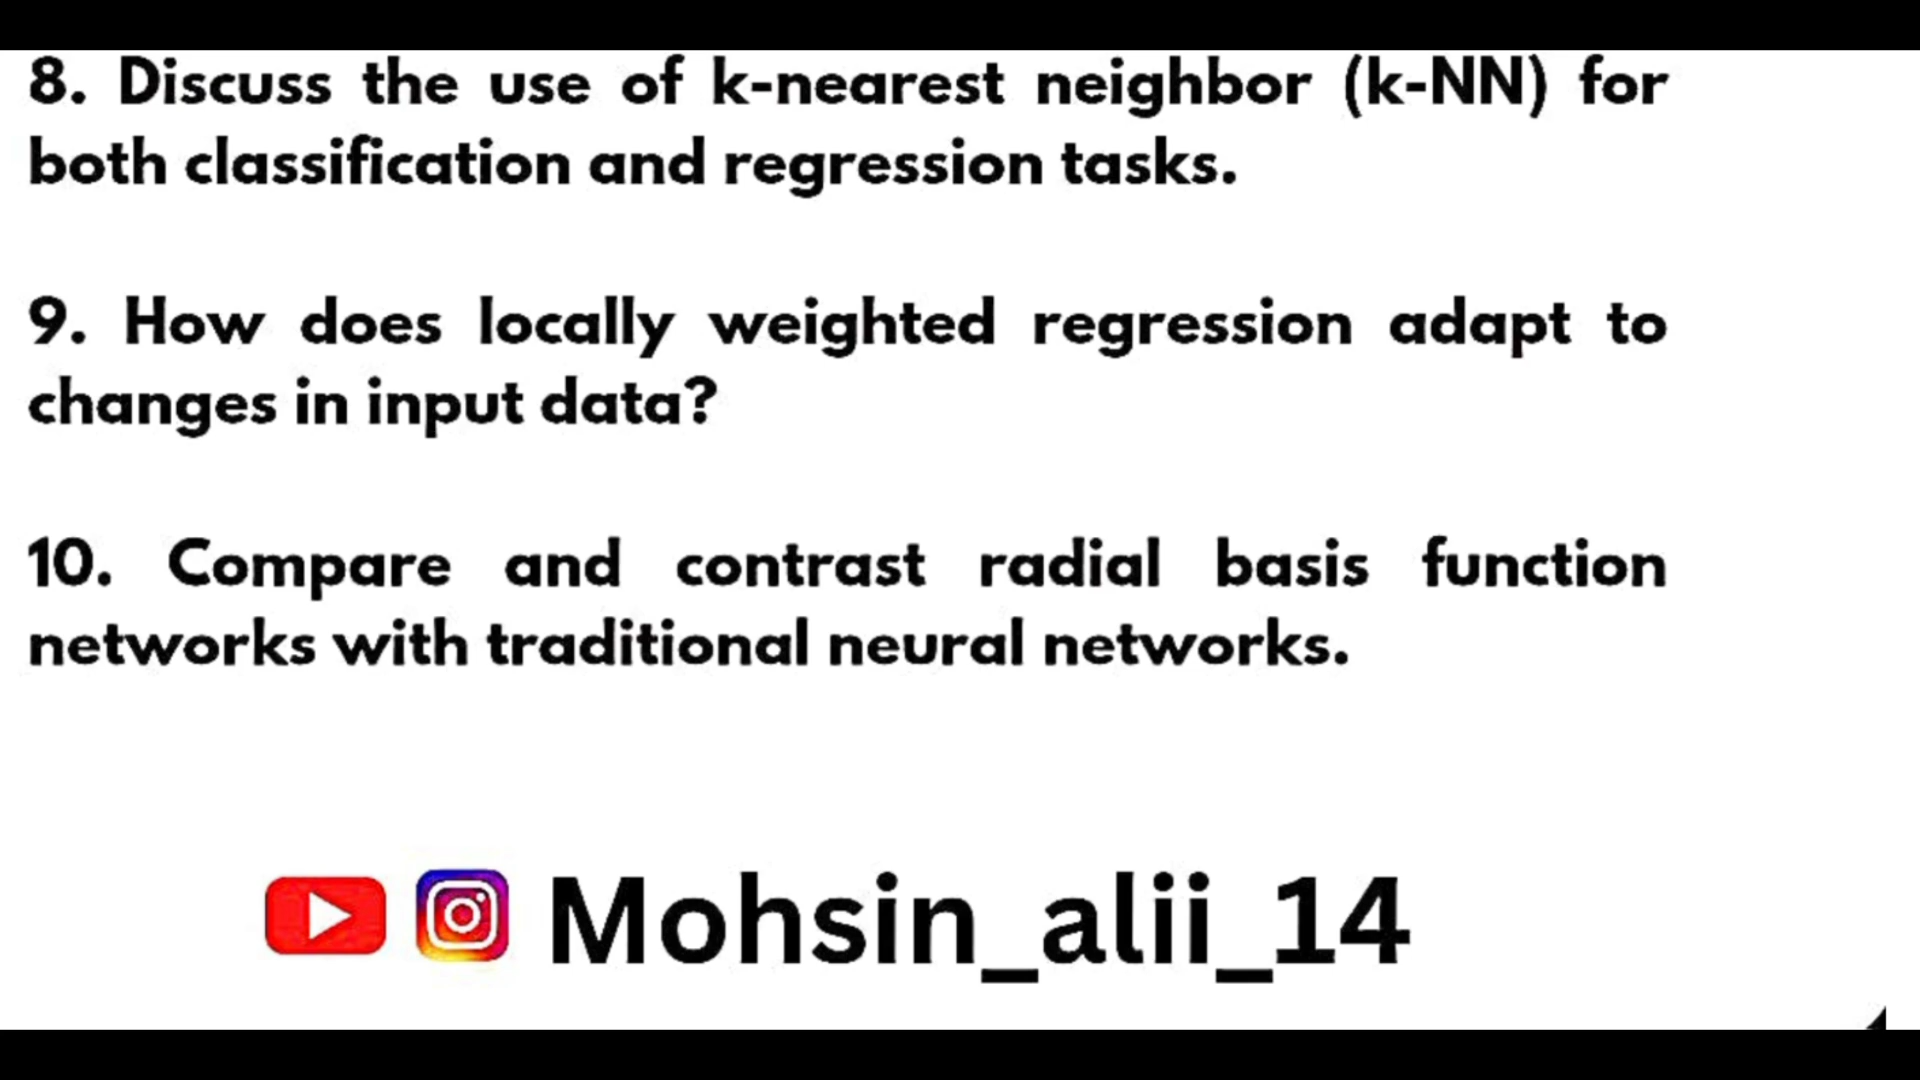 8. Discuss the use of k-nearest neighbor (k-NN) for
both classification and regression tasks.
9. How does locally weighted regression adapt to
changes in input data?
10. Compare and contrast radial basis function
networks with traditional neural networks.
Mohsin_alii_14